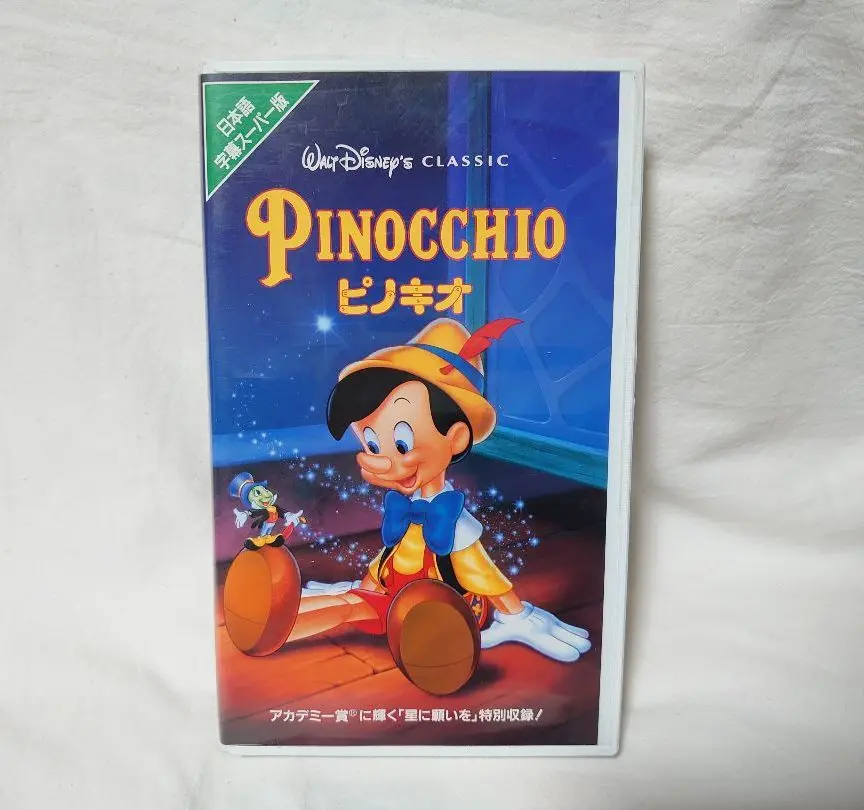 日本語
字幕スーパー版
WALT DISNEY'S CLASSIC
PINOCCHIO
ピノキオ
アカデミー賞®に輝く「星に願いを」特別収録!